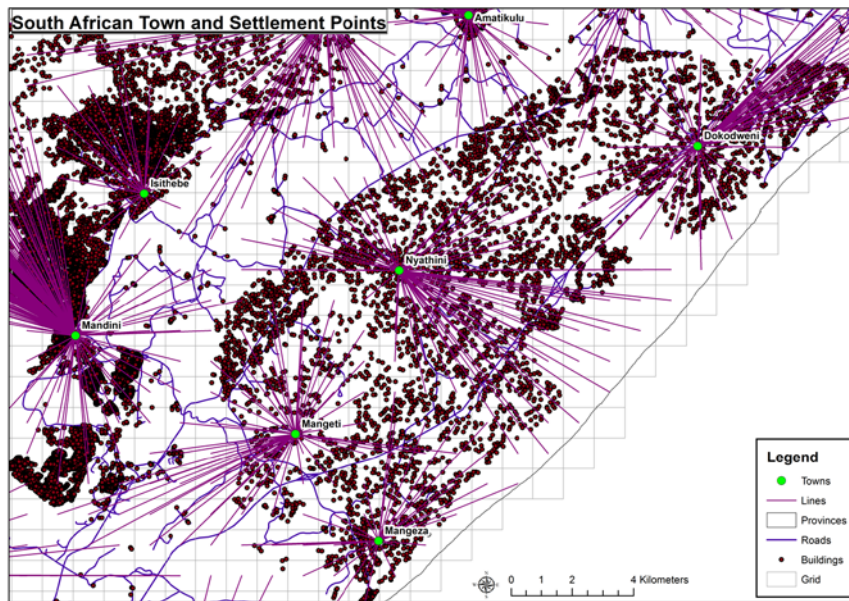 South African Town and Settlement Points
Amatikulu
Dokodweni
Isithebe
Nyathini
Mandini
Mangeti
Mangeza
Legend
Towns
Lines
Provinces
Roads
Buildings
Grid
0 1 2 4 Kilometers